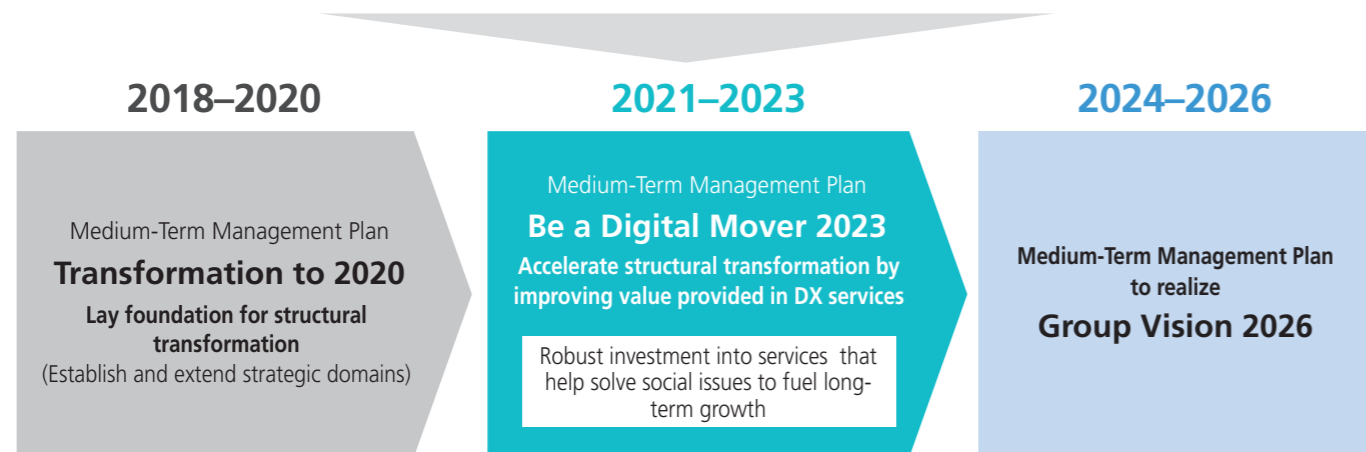 2018–2020
Medium-Term Management Plan
Transformation to 2020
Lay foundation for structural
transformation
(Establish and extend strategic domains)
2021–2023
Medium-Term Management Plan
Be a Digital Mover 2023
Accelerate structural transformation by
improving value provided in DX services
Robust investment into services that
help solve social issues to fuel long-
term growth
2024–2026
Medium-Term Management Plan
to realize
Group Vision 2026